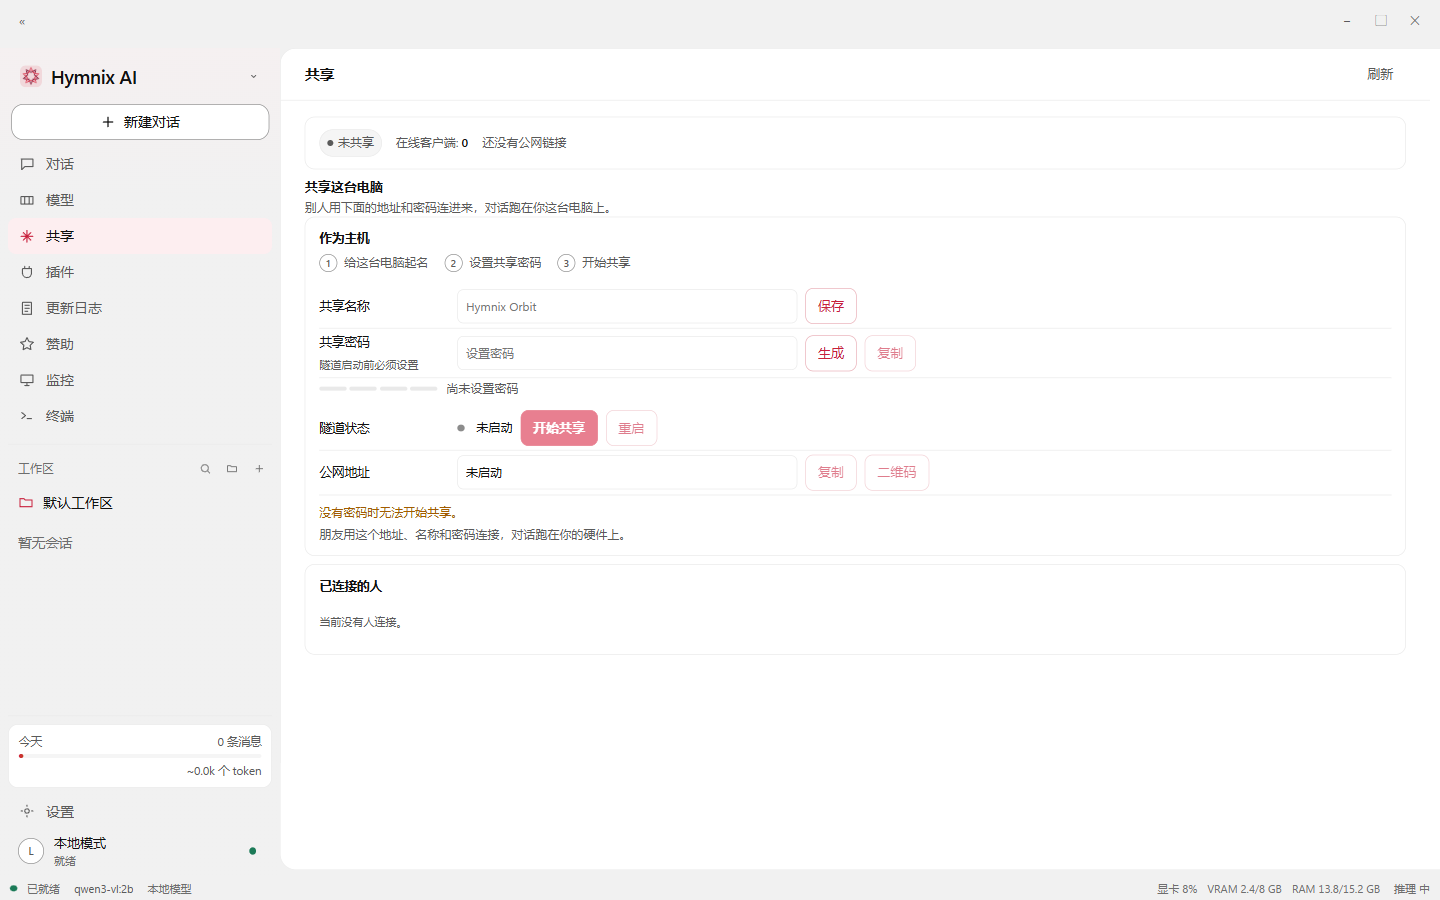 «
Hymnix AI
新建对话
对话
模型
共享
插件
更新日志
赞助
监控
终端
工作区
默认工作区
暂无会话
今天 0 条消息
~0.0k 个 token
设置
L 本地模式
就绪
共享 刷新
未共享 在线客户端: 0 还没有公网链接
共享这台电脑
别人用下面的地址和密码连进来，对话跑在你这台电脑上。
作为主机
1 给这台电脑起名 2 设置共享密码 3 开始共享
共享名称 Hymnix Orbit 保存
共享密码 设置密码 生成 复制
隧道启动前必须设置
尚未设置密码
隧道状态 未启动 开始共享 重启
公网地址 未启动 复制 二维码
没有密码时无法开始共享。
朋友用这个地址、名称和密码连接，对话跑在你的硬件上。
已连接的人
当前没有人连接。
已就绪 qwen3-vl:2b 本地模型 显卡 8% VRAM 2.4/8 GB RAM 13.8/15.2 GB 推理 中